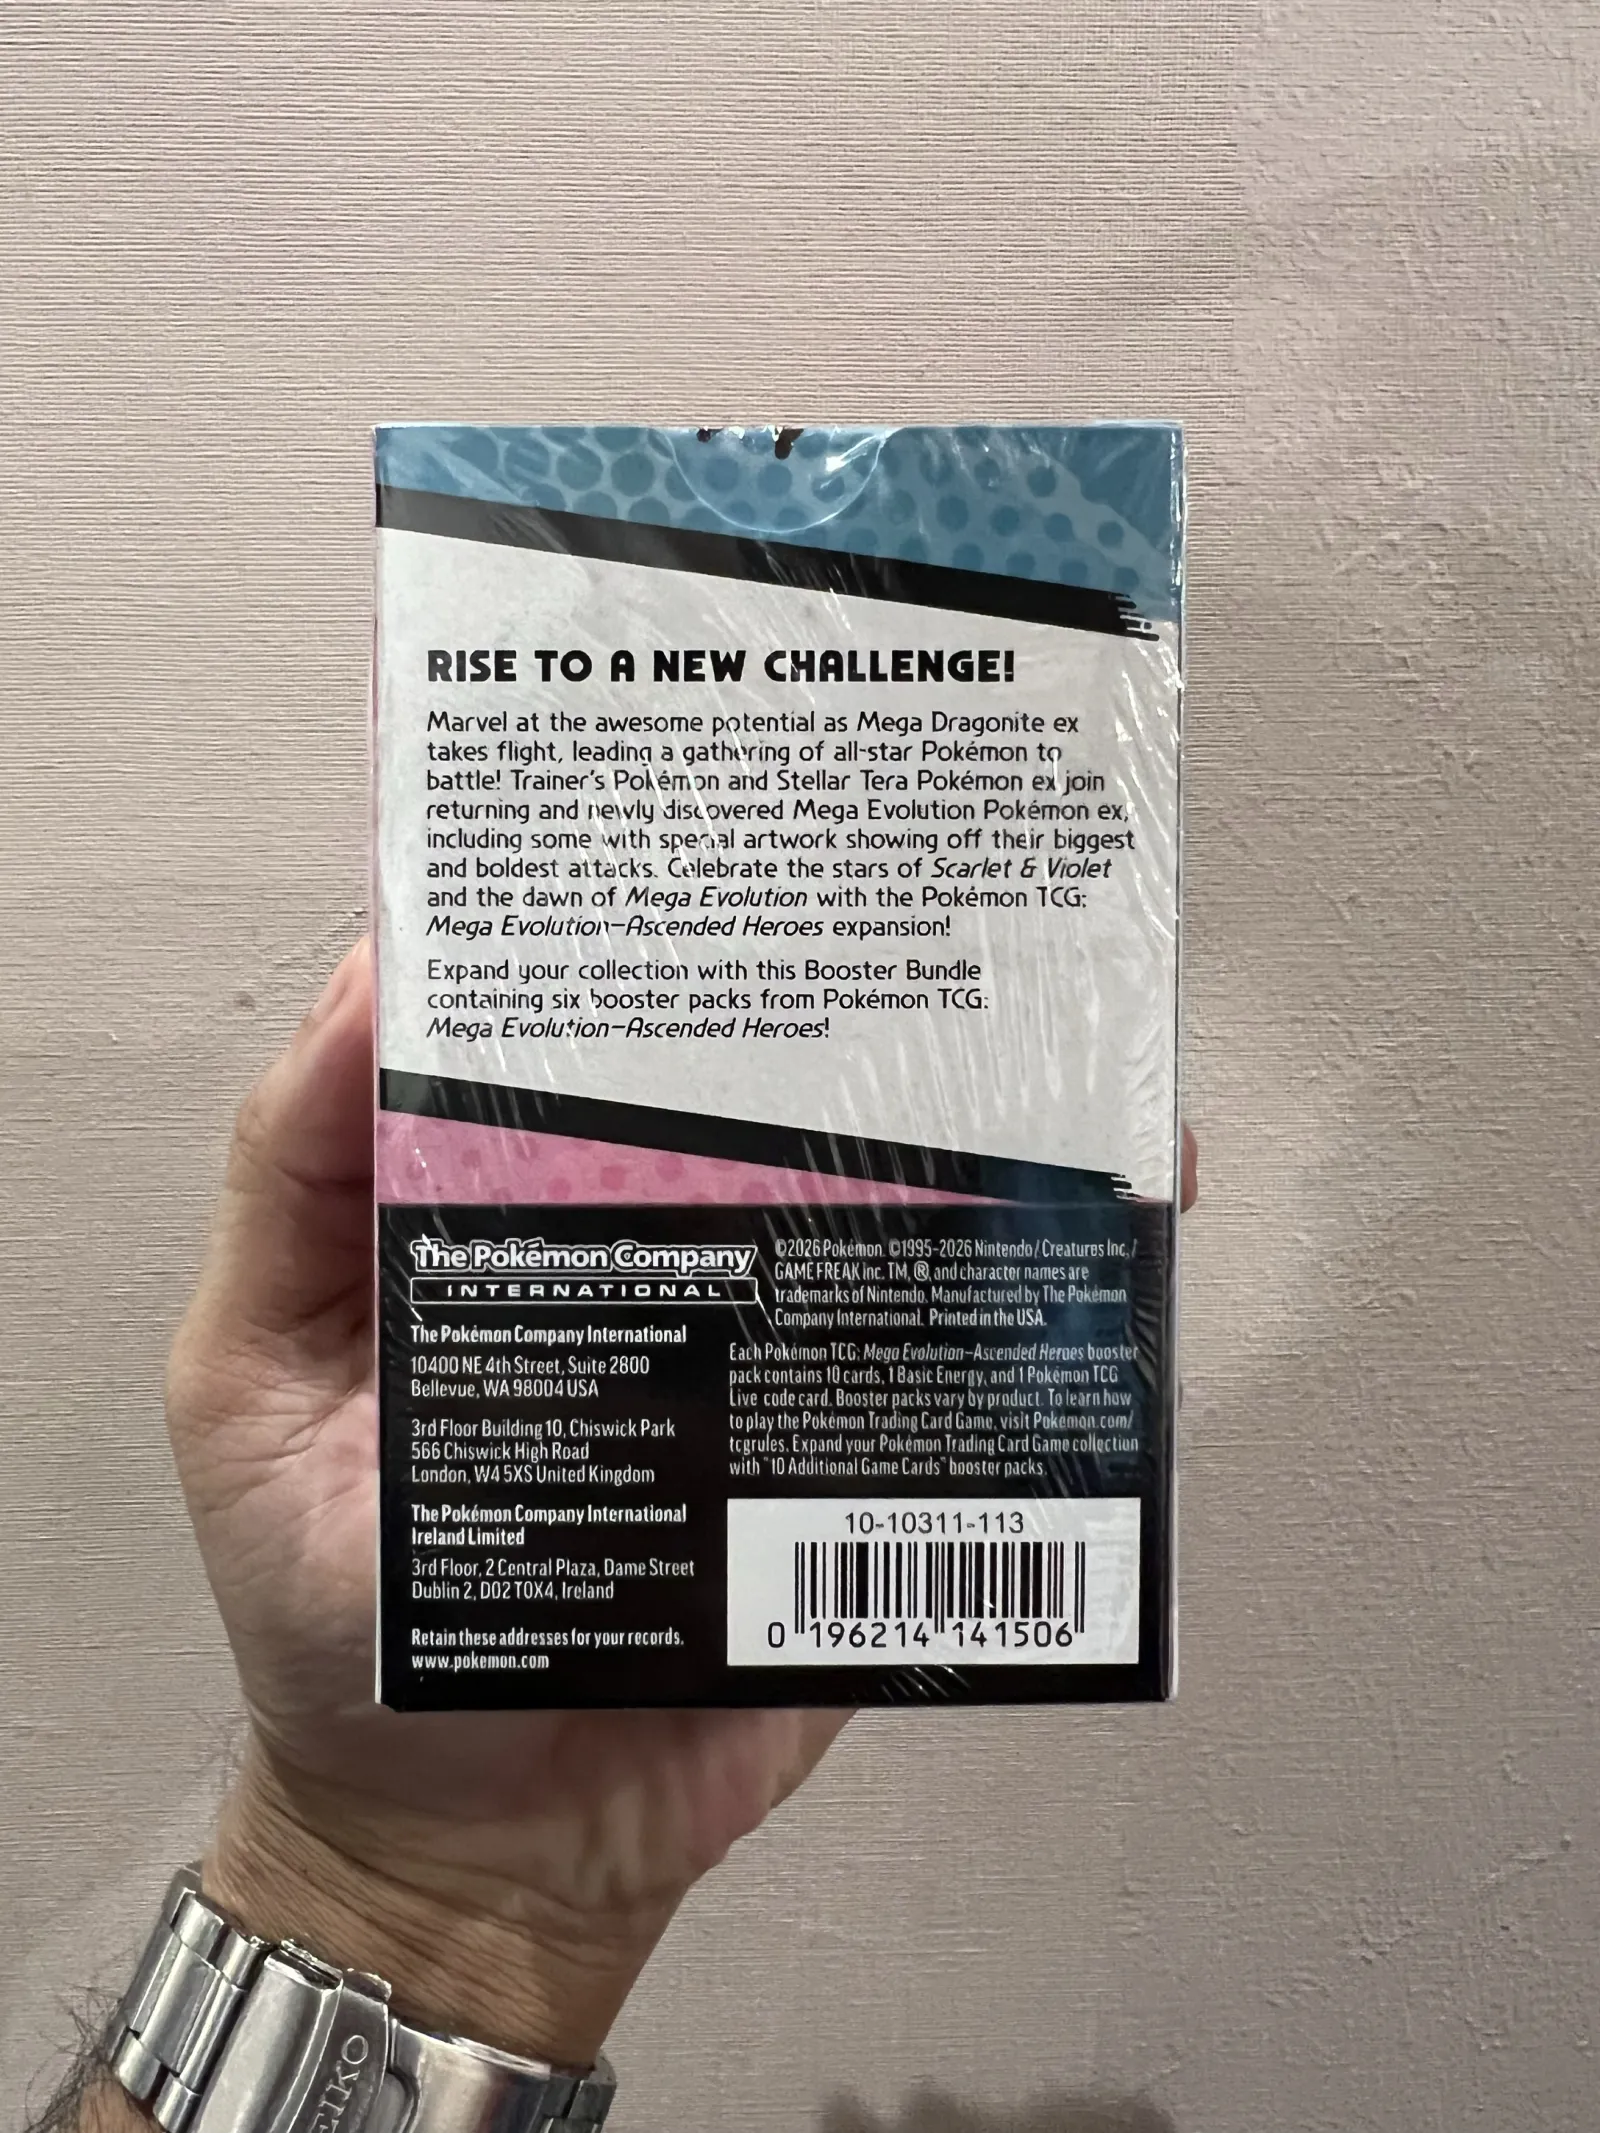 RISE TO A NEW CHALLENGE!
Marvel at the awesome potential as Mega Dragonite ex
takes flight, leading a gathering of all-star Pokémon to
battle! Trainer's Pokémon and Stellar Tera Pokémon ex join
returning and newly discovered Mega Evolution Pokémon ex,
including some with special artwork showing off their biggest
and boldest attacks. Celebrate the stars of Scarlet & Violet
and the dawn of Mega Evolution with the Pokémon TCG:
Mega Evolution—Ascended Heroes expansion!
Expand your collection with this Booster Bundle
containing six booster packs from Pokémon TCG:
Mega Evolution—Ascended Heroes!
The Pokémon Company
INTERNATIONAL
The Pokémon Company International
10400 NE 4th Street, Suite 2800
Bellevue, WA 98004 USA
3rd Floor Building 10, Chiswick Park
566 Chiswick High Road
London, W4 5XS United Kingdom
The Pokémon Company International
Ireland Limited
3rd Floor, 2 Central Plaza, Dame Street
Dublin 2, D02 T0X4, Ireland
Retain these addresses for your records.
www.pokemon.com
©2026 Pokémon. ©1995–2026 Nintendo / Creatures Inc. /
GAME FREAK inc. TM, ®, and character names are
trademarks of Nintendo. Manufactured by The Pokémon
Company International. Printed in the USA.
Each Pokémon TCG: Mega Evolution—Ascended Heroes booster
pack contains 10 cards, 1 Basic Energy, and 1 Pokémon TCG
Live code card. Booster packs vary by product. To learn how
to play the Pokémon Trading Card Game, visit Pokemon.com/
tcgrules. Expand your Pokémon Trading Card Game collection
with "10 Additional Game Cards" booster packs.
10-10311-113
0 196214 141506
SEIKO